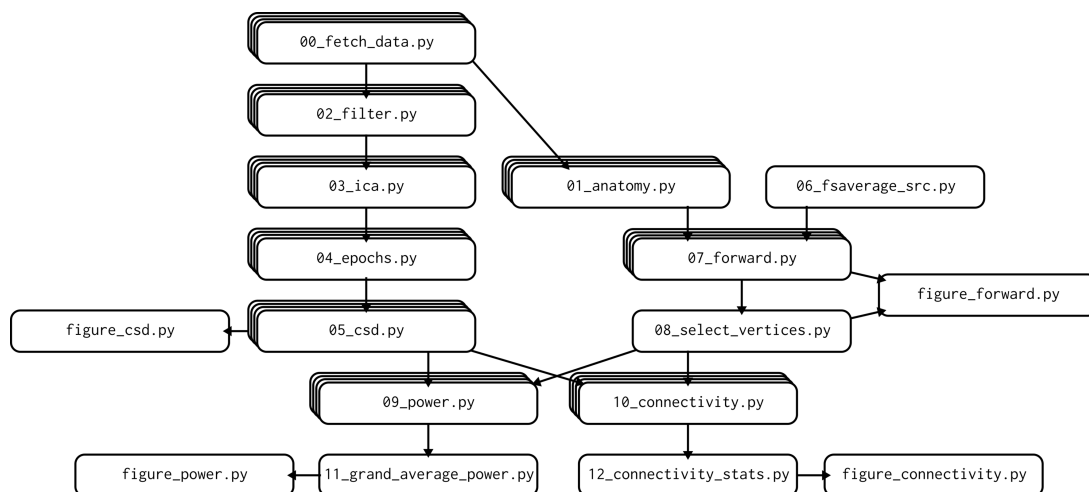 00_fetch_data.py
02_filter.py
03_ica.py
01_anatomy.py
06_fsaverage_src.py
04_epochs.py
07_forward.py
figure_forward.py
figure_csd.py
05_csd.py
08_select_vertices.py
09_power.py
10_connectivity.py
figure_power.py
11_grand_average_power.py
12_connectivity_stats.py
figure_connectivity.py